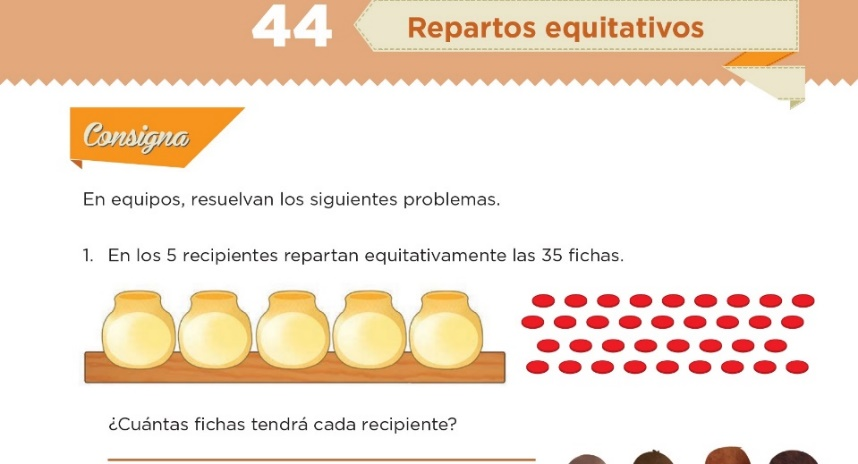 44
Repartos equitativos
Consigna
En equipos, resuelvan los siguientes problemas.
1. En los 5 recipientes repartan equitativamente las 35 fichas.
¿Cuántas fichas tendrá cada recipiente?